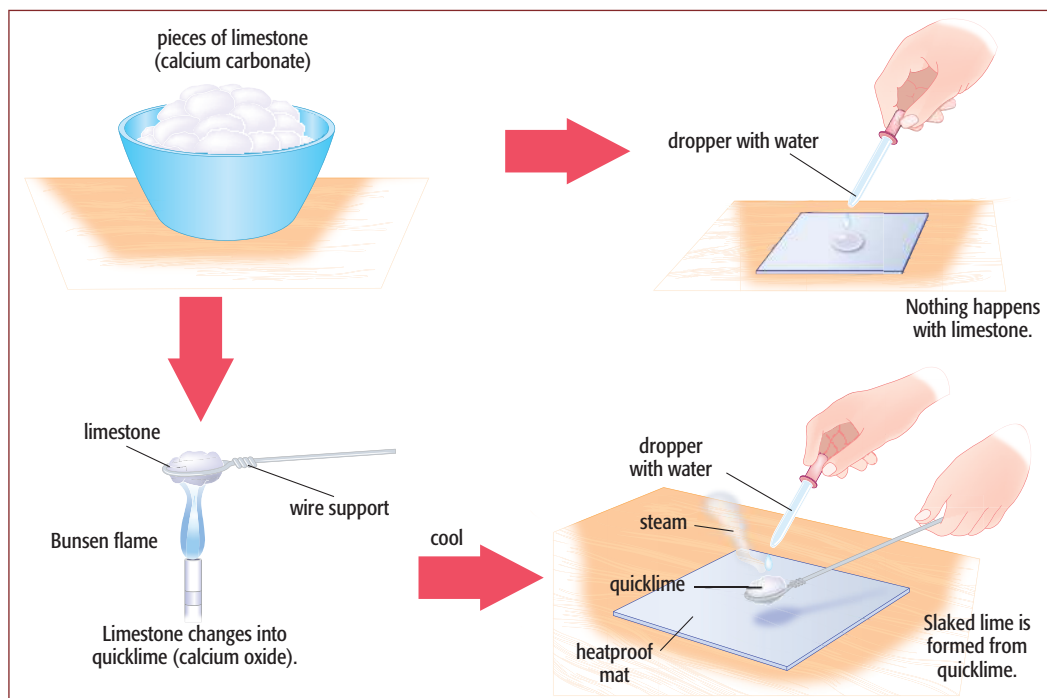 pieces of limestone
(calcium carbonate)
dropper with water
Nothing happens
with limestone.
limestone
wire support
Bunsen flame
Limestone changes into
quicklime (calcium oxide).
cool
dropper
with water
steam
quicklime
heatproof
mat
Slaked lime is
formed from
quicklime.